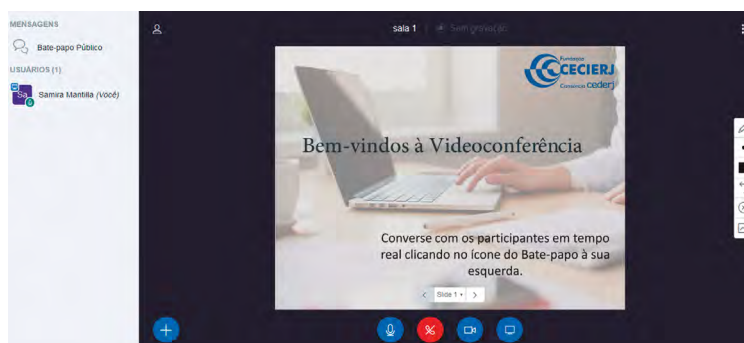 MENSAGENS
Bate-papo Público
USUÁRIOS (1)
Sa
Samira Mantilla (Você)
sala 1
Sem gravação
Fundação
CECIERJ
Consórcio cederj
Bem-vindos à Videoconferência
Converse com os participantes em tempo
real clicando no ícone do Bate-papo à sua
esquerda.
Slide 1